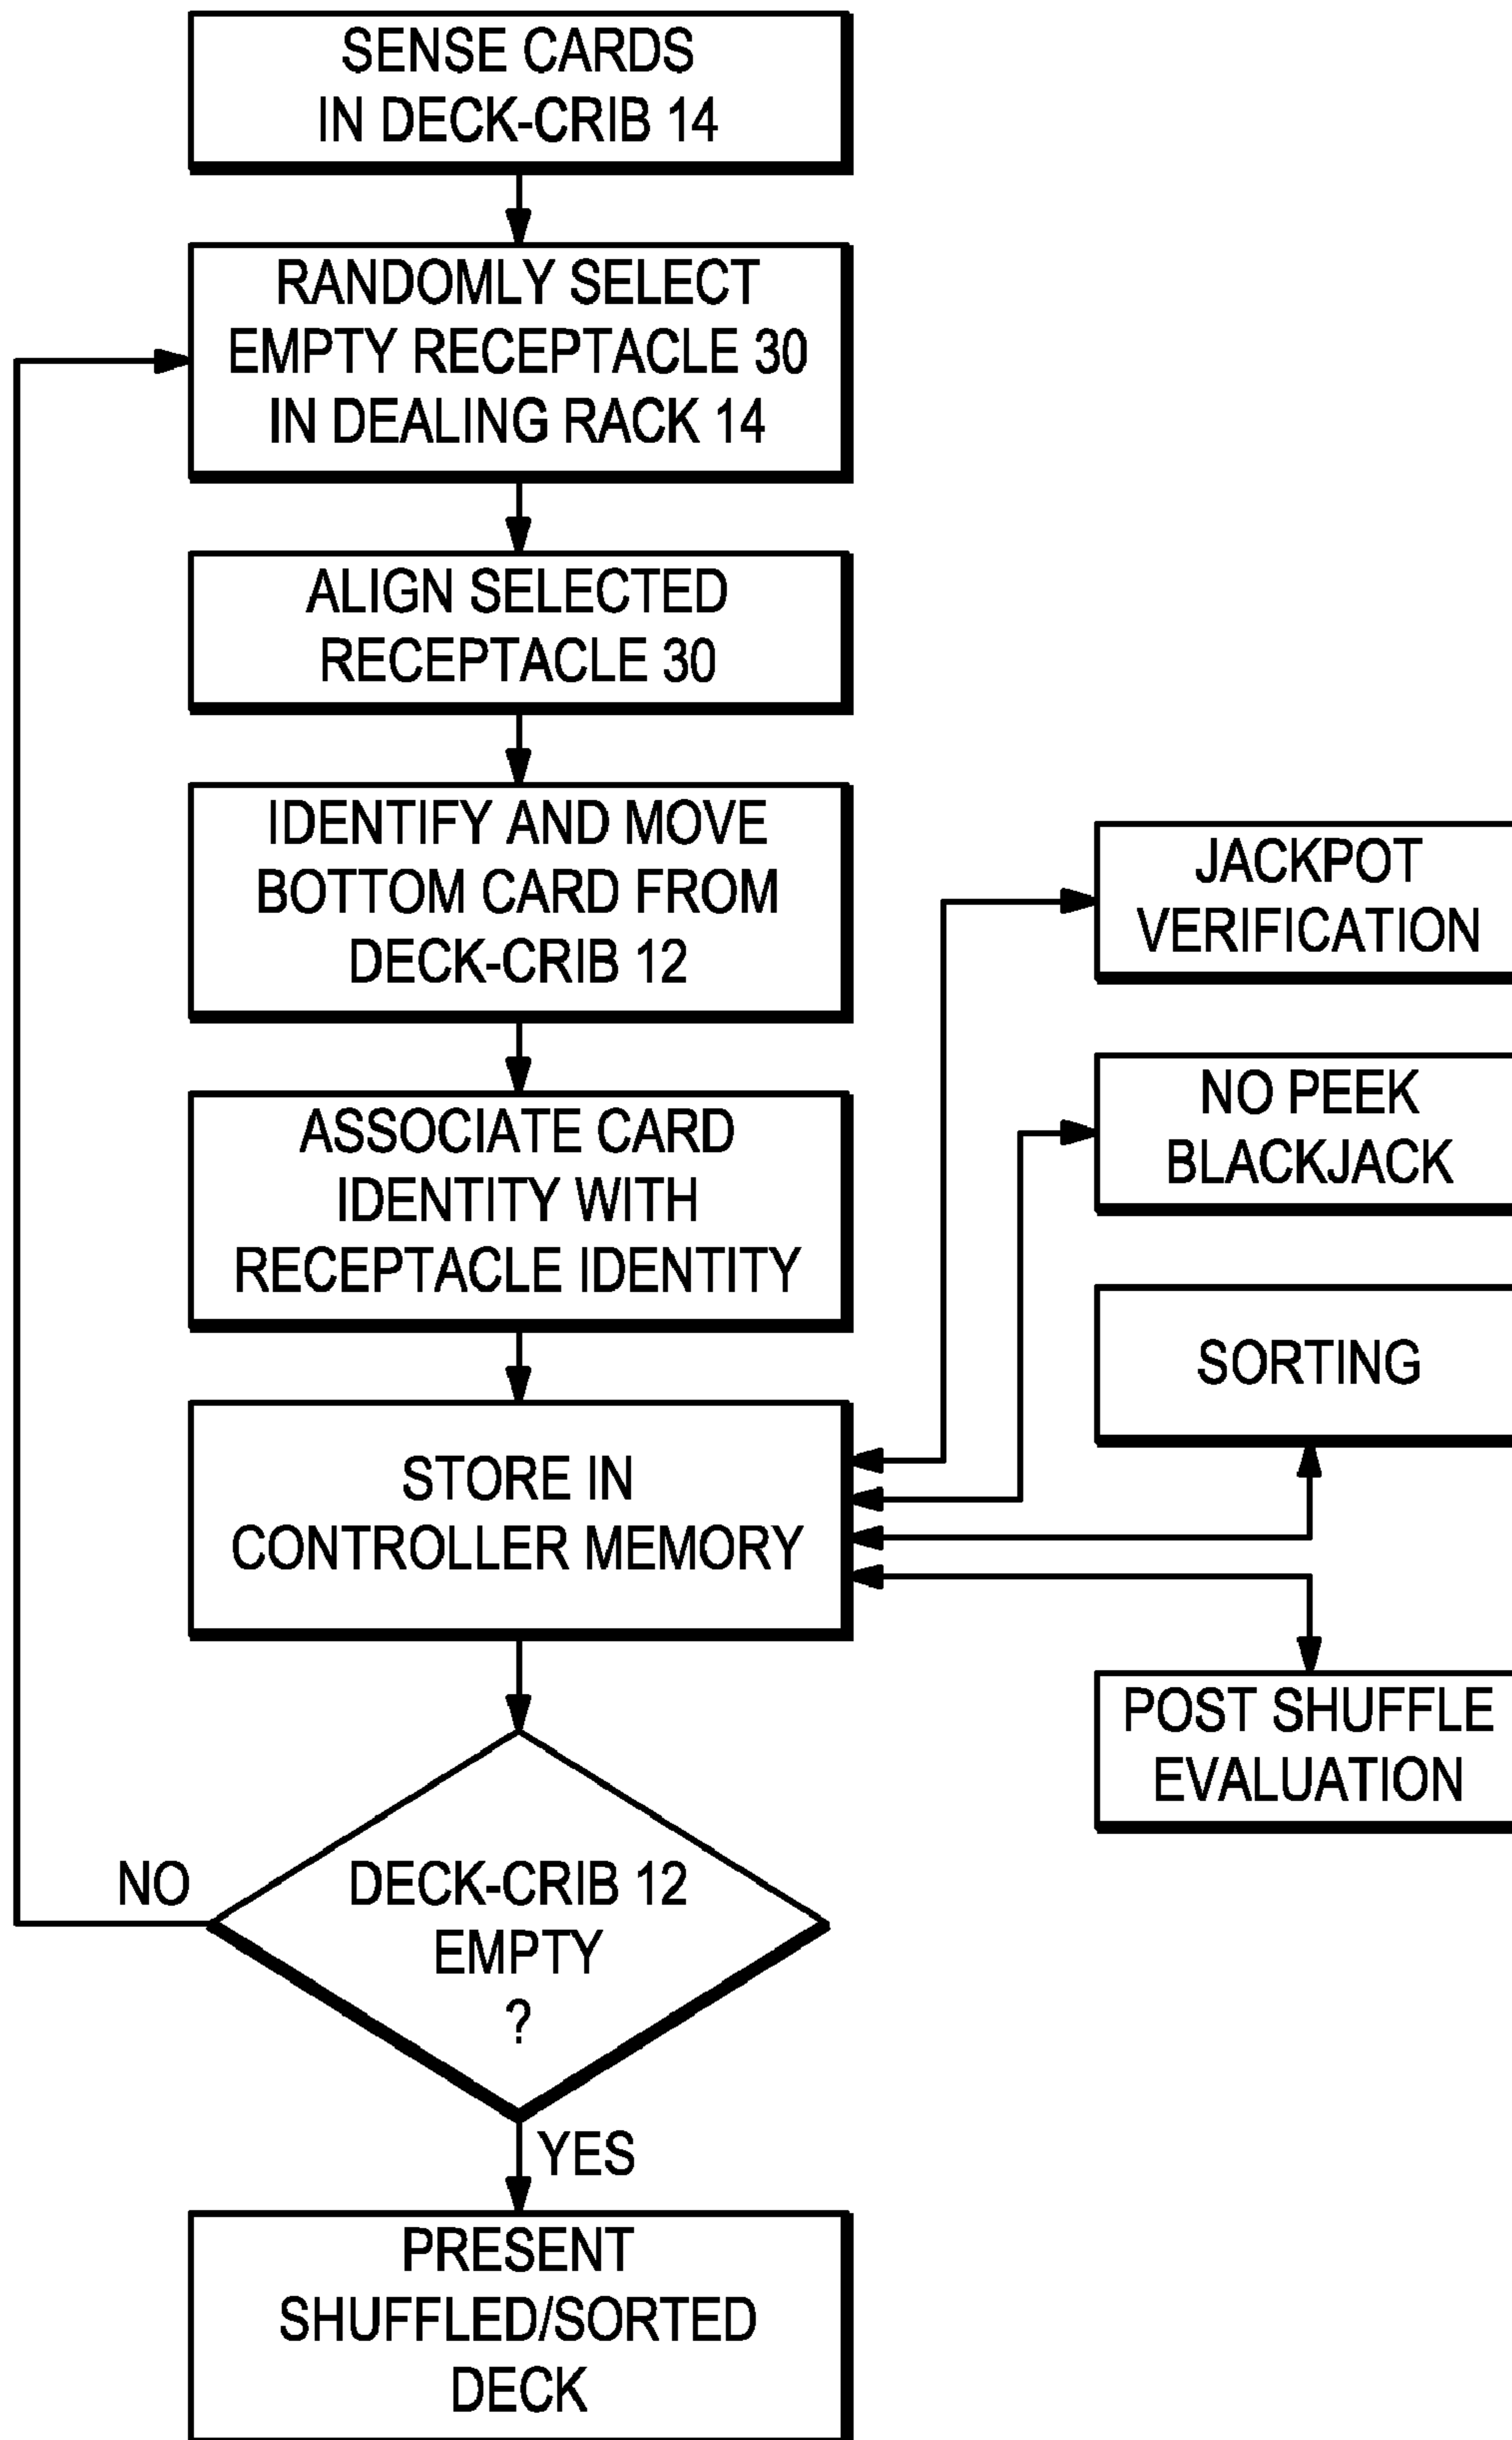 SENSE CARDS
IN DECK-CRIB 14
RANDOMLY SELECT
EMPTY RECEPTACLE 30
IN DEALING RACK 14
ALIGN SELECTED
RECEPTACLE 30
IDENTIFY AND MOVE
BOTTOM CARD FROM
DECK-CRIB 12
ASSOCIATE CARD
IDENTITY WITH
RECEPTACLE IDENTITY
STORE IN
CONTROLLER MEMORY
JACKPOT
VERIFICATION
NO PEEK
BLACKJACK
SORTING
POST SHUFFLE
EVALUATION
NO
DECK-CRIB 12
EMPTY
?
YES
PRESENT
SHUFFLED/SORTED
DECK